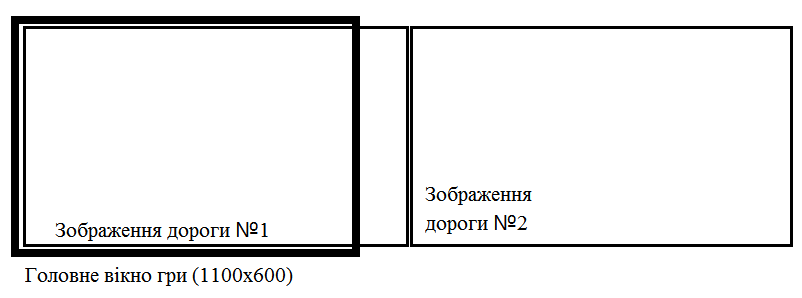 Зображення дороги №1
Зображення
дороги №2
Головне вікно гри (1100x600)